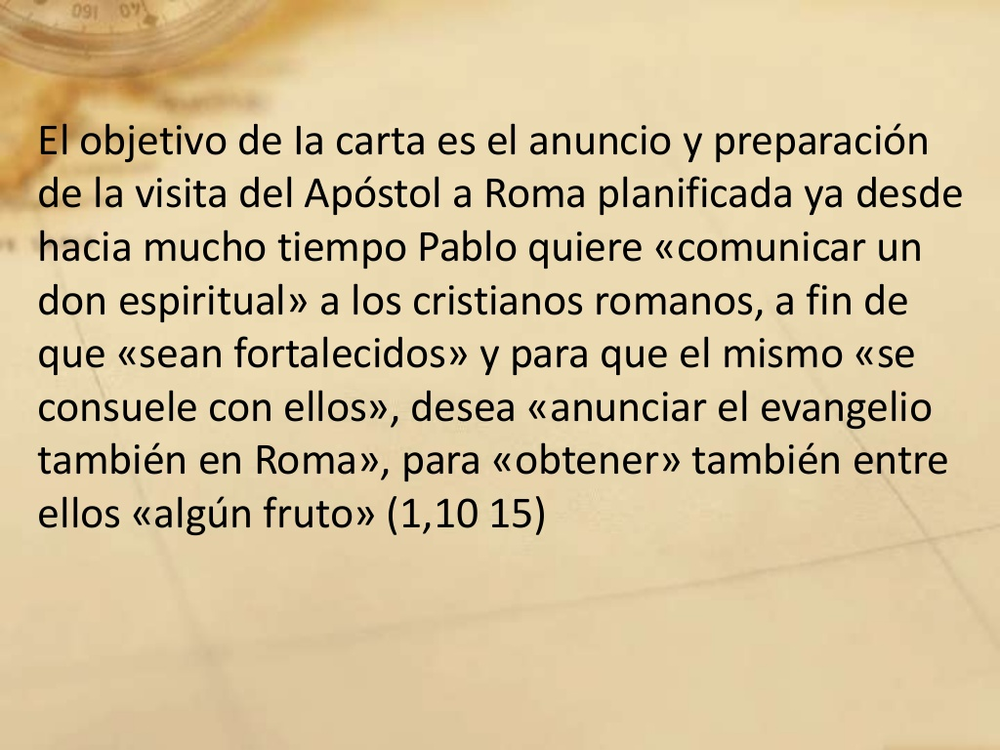 091 07
El objetivo de Ia carta es el anuncio y preparación
de la visita del Apóstol a Roma planificada ya desde
hacia mucho tiempo Pablo quiere «comunicar un
don espiritual» a los cristianos romanos, a fin de
que «sean fortalecidos» y para que el mismo «se
consuele con ellos», desea «anunciar el evangelio
también en Roma», para «obtener» también entre
ellos «algún fruto» (1,10 15)